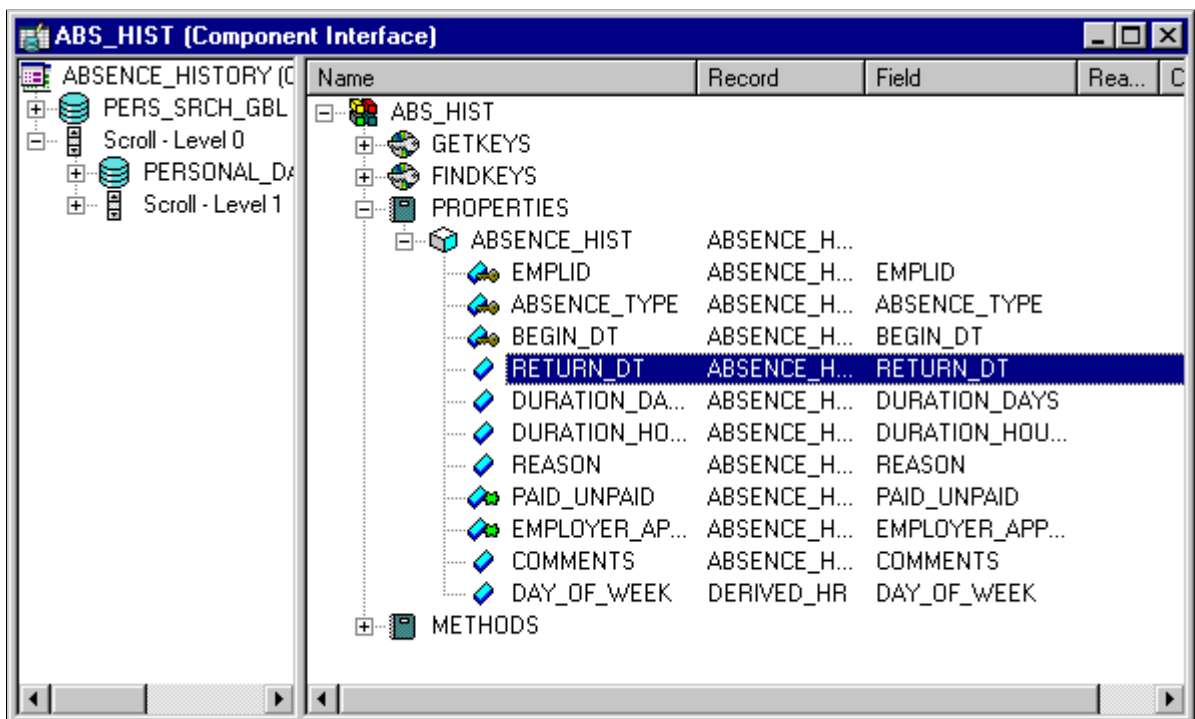 ABS_HIST (Component Interface)
ABSENCE_HISTORY (C
PERS_SRCH_GBL
Scroll - Level 0
PERSONAL_DA
Scroll - Level 1
Name Record Field Rea... C
ABS_HIST
GETKEYS
FINDKEYS
PROPERTIES
ABSENCE_HIST ABSENCE_H...
EMPLID ABSENCE_H... EMPLID
ABSENCE_TYPE ABSENCE_H... ABSENCE_TYPE
BEGIN_DT ABSENCE_H... BEGIN_DT
RETURN_DT ABSENCE_H... RETURN_DT
DURATION_DA... ABSENCE_H... DURATION_DAYS
DURATION_HO... ABSENCE_H... DURATION_HOU...
REASON ABSENCE_H... REASON
PAID_UNPAID ABSENCE_H... PAID_UNPAID
EMPLOYER_AP... ABSENCE_H... EMPLOYER_APP...
COMMENTS ABSENCE_H... COMMENTS
DAY_OF_WEEK DERIVED_HR DAY_OF_WEEK
METHODS